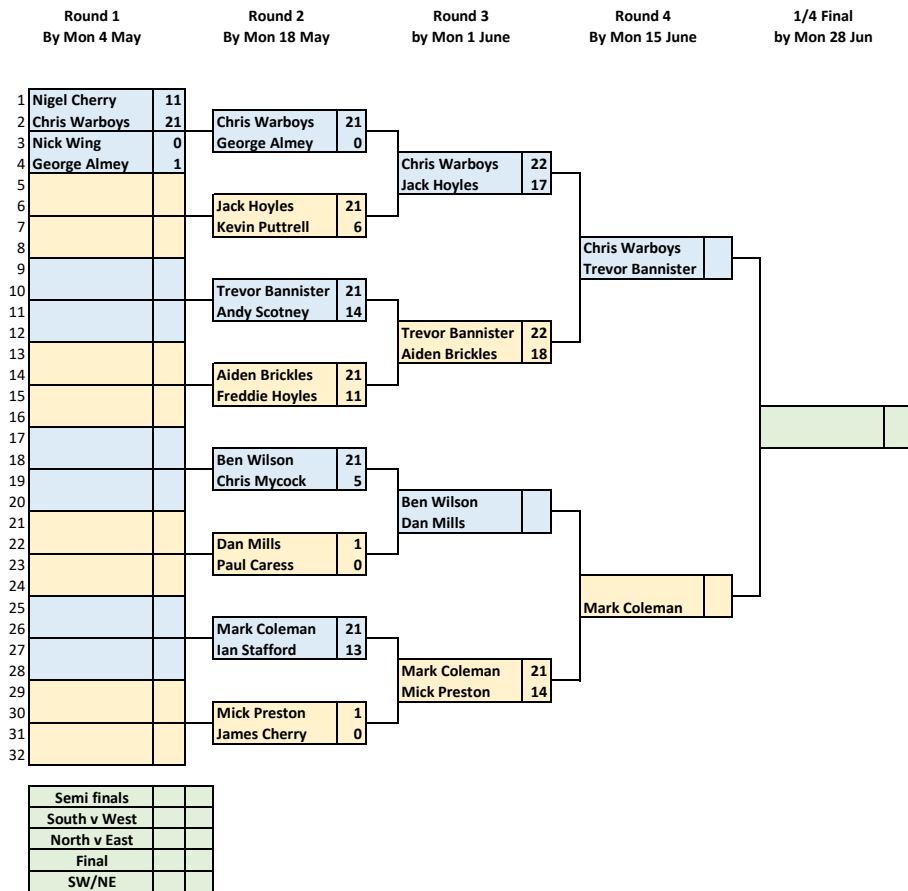 Round 1 Round 2 Round 3 Round 4 1/4 Final
By Mon 4 May By Mon 18 May by Mon 1 June By Mon 15 June by Mon 28 Jun
1 Nigel Cherry 11
2 Chris Warboys 21 Chris Warboys 21
3 Nick Wing 0 George Almey 0
4 George Almey 1 Chris Warboys 22
5 Jack Hoyles 17
6 Jack Hoyles 21
7 Kevin Puttrell 6
8 Chris Warboys
9 Trevor Bannister
10 Trevor Bannister 21
11 Andy Scotney 14
12 Trevor Bannister 22
13 Aiden Brickles 18
14 Aiden Brickles 21
15 Freddie Hoyles 11
16
17
18 Ben Wilson 21
19 Chris Mycock 5
20 Ben Wilson
21 Dan Mills
22 Dan Mills 1
23 Paul Caress 0
24
25 Mark Coleman
26 Mark Coleman 21
27 Ian Stafford 13
28 Mark Coleman 21
29 Mick Preston 14
30 Mick Preston 1
31 James Cherry 0
32
Semi finals
South v West
North v East
Final
SW/NE